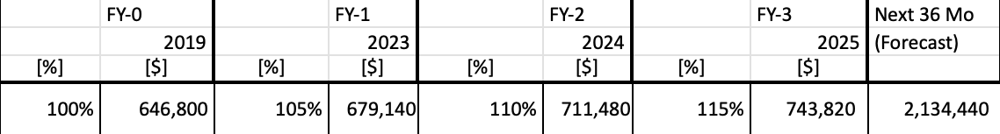 FY-0 FY-1 FY-2 FY-3 Next 36 Mo
2019 2023 2024 2025 (Forecast)
[%] [$] [%] [$] [%] [$] [%] [$]
100% 646,800 105% 679,140 110% 711,480 115% 743,820 2,134,440